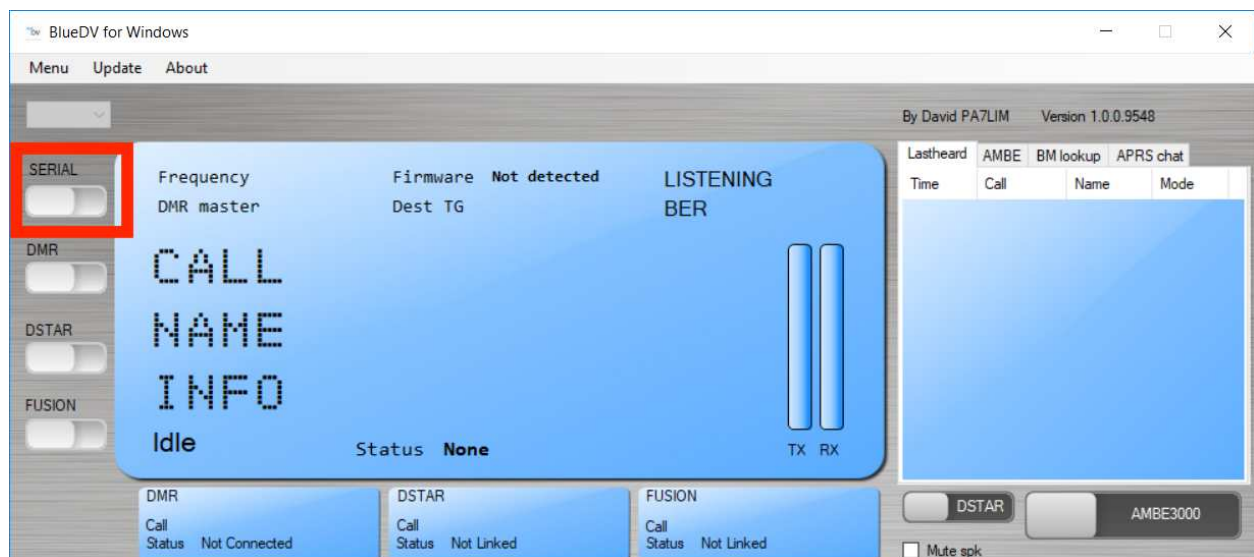 BlueDV for Windows
Menu Update About
By David PA7LIM Version 1.0.0.9548
SERIAL
DMR
DSTAR
FUSION
Frequency Firmware Not detected LISTENING
DMR master Dest TG BER
CALL
NAME
INFO
Idle Status None TX RX
Lastheard AMBE BM lookup APRS chat
Time Call Name Mode
DMR
Call
Status Not Connected
DSTAR
Call
Status Not Linked
FUSION
Call
Status Not Linked
DSTAR AMBE3000
Mute spk